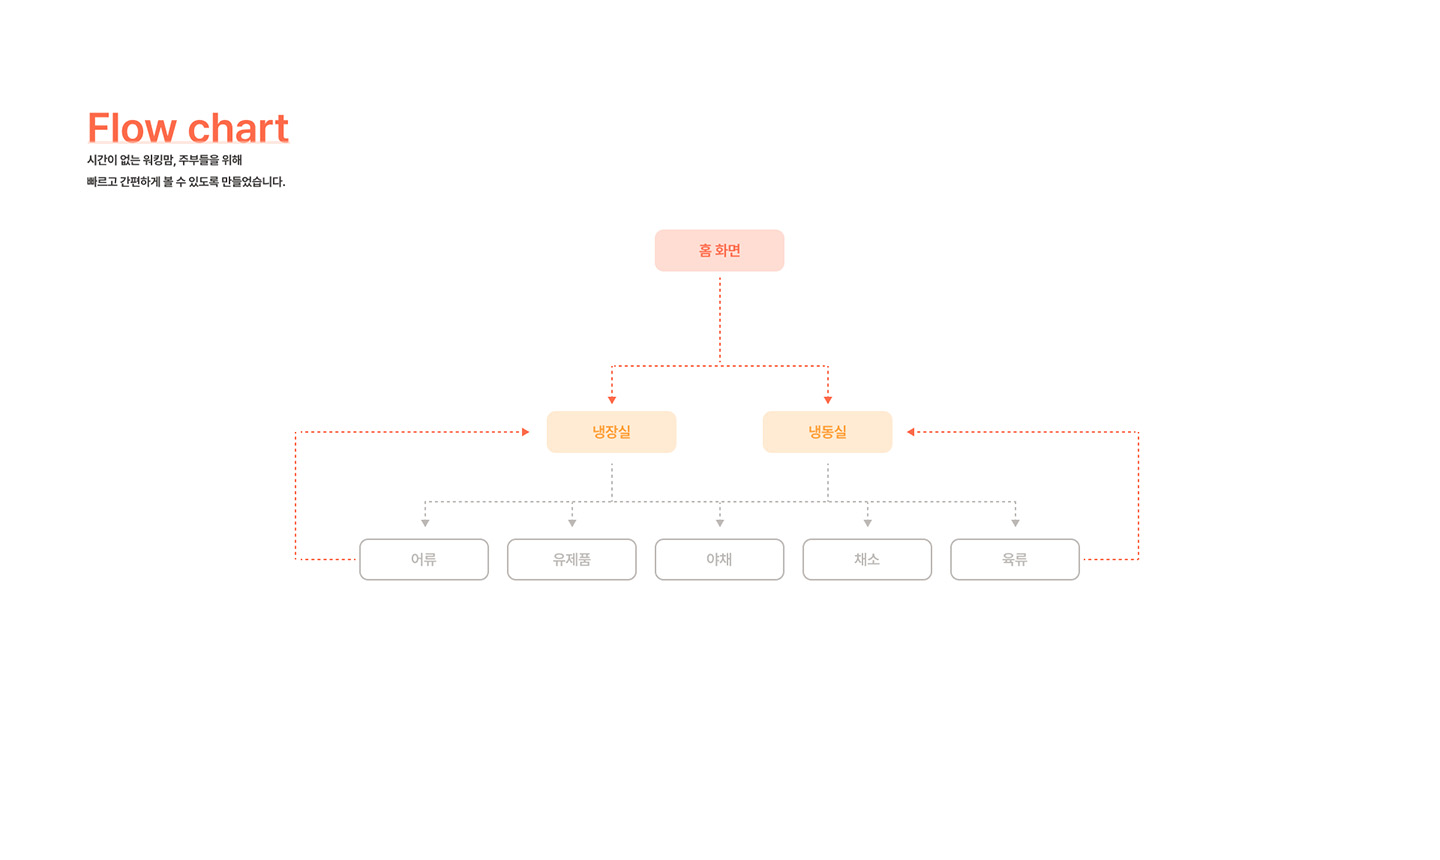 Flow chart
시간이 없는 워킹맘, 주부들을 위해
빠르고 간편하게 볼 수 있도록 만들었습니다.
홈 화면
냉장실
냉동실
어류
유제품
야채
채소
육류